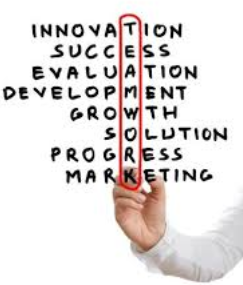 INNOVATION
SUCCESS
EVALUATION
DEVELOPMENT
GROWTH
SOLUTION
PROGRESS
MARKETING